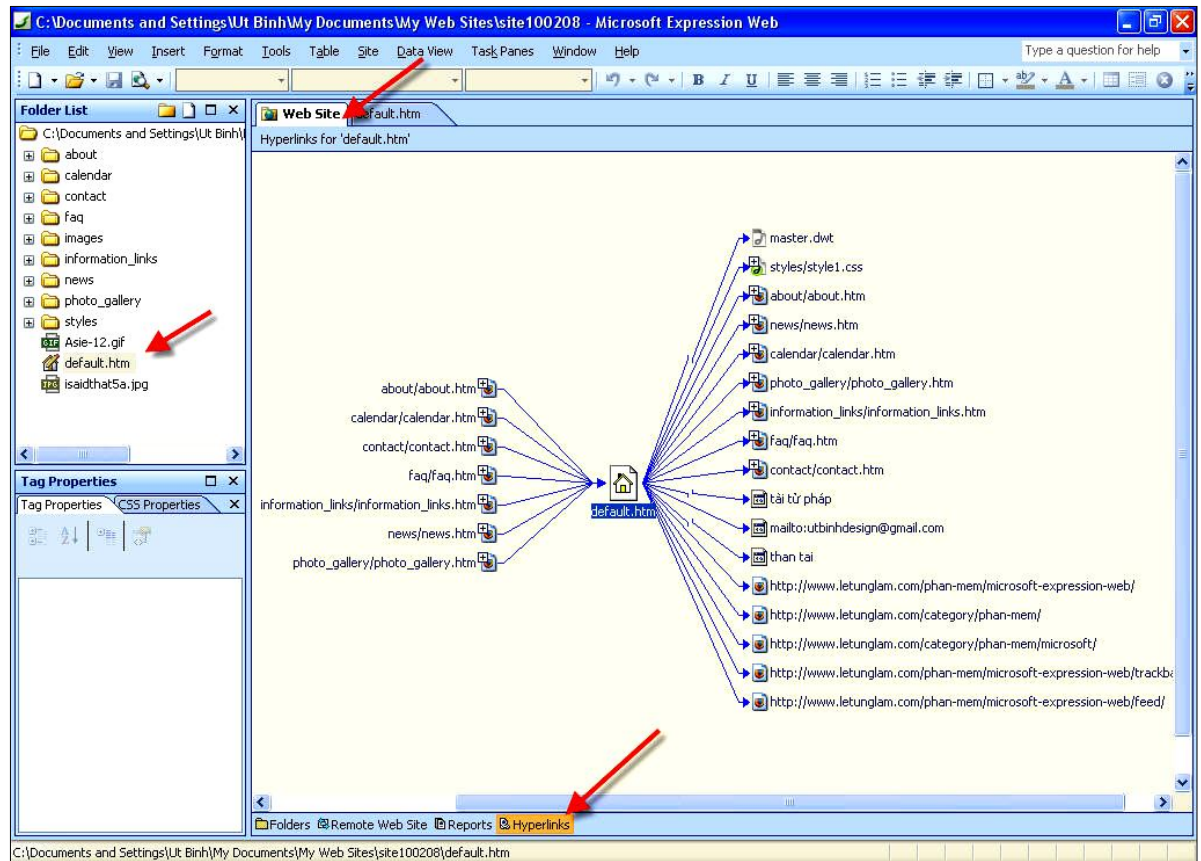 C:\Documents and Settings\Ut Binh\My Documents\My Web Sites\site100208 - Microsoft Expression Web
File Edit View Insert Format Tools Table Site Data View Task Panes Window Help
Type a question for help
B I U
Folder List
C:\Documents and Settings\Ut Binh\
about
calendar
contact
faq
images
information_links
news
photo_gallery
styles
Asie-12.gif
default.htm
isaidthat5a.jpg
Tag Properties
Tag Properties CSS Properties
Web Site default.htm
Hyperlinks for 'default.htm'
about/about.htm
calendar/calendar.htm
contact/contact.htm
faq/faq.htm
information_links/information_links.htm
news/news.htm
photo_gallery/photo_gallery.htm
default.htm
master.dwt
styles/style1.css
about/about.htm
news/news.htm
calendar/calendar.htm
photo_gallery/photo_gallery.htm
information_links/information_links.htm
faq/faq.htm
contact/contact.htm
tài tử pháp
mailto:utbinhdesign@gmail.com
than tai
http://www.letunglam.com/phan-mem/microsoft-expression-web/
http://www.letunglam.com/category/phan-mem/
http://www.letunglam.com/category/phan-mem/microsoft/
http://www.letunglam.com/phan-mem/microsoft-expression-web/trackba
http://www.letunglam.com/phan-mem/microsoft-expression-web/feed/
Folders Remote Web Site Reports Hyperlinks
C:\Documents and Settings\Ut Binh\My Documents\My Web Sites\site100208\default.htm